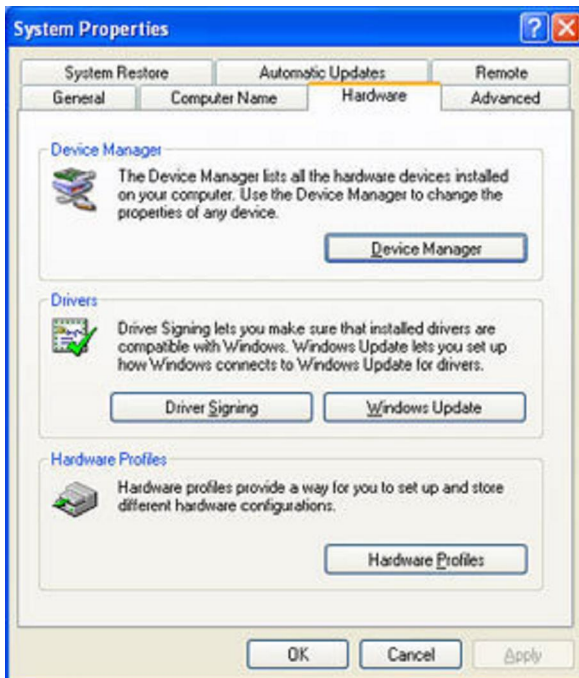 System Properties
System Restore Automatic Updates Remote
General Computer Name Hardware Advanced
Device Manager
The Device Manager lists all the hardware devices installed
on your computer. Use the Device Manager to change the
properties of any device.
Device Manager
Drivers
Driver Signing lets you make sure that installed drivers are
compatible with Windows. Windows Update lets you set up
how Windows connects to Windows Update for drivers.
Driver Signing Windows Update
Hardware Profiles
Hardware profiles provide a way for you to set up and store
different hardware configurations.
Hardware Profiles
OK Cancel Apply